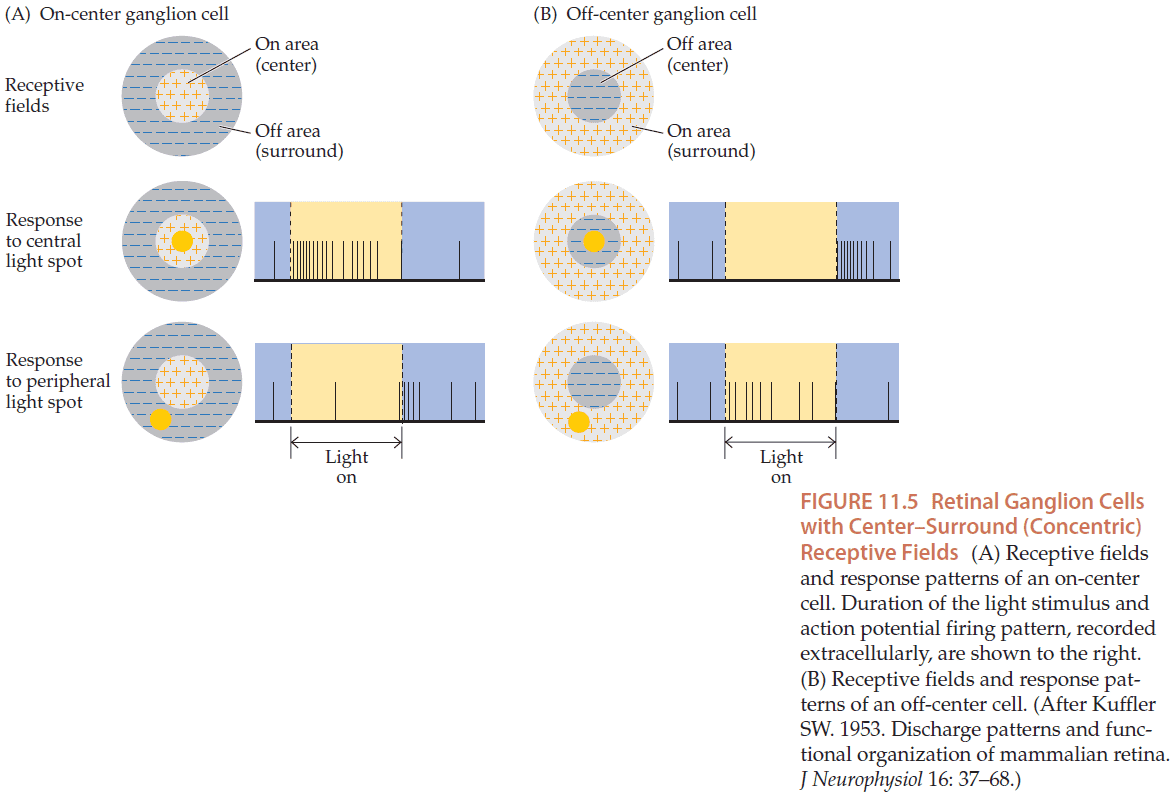 (A) On-center ganglion cell
(B) Off-center ganglion cell
Receptive
fields
On area
(center)
Off area
(surround)
Off area
(center)
On area
(surround)
Response
to central
light spot
Response
to peripheral
light spot
Light
on
Light
on
FIGURE 11.5 Retinal Ganglion Cells
with Center–Surround (Concentric)
Receptive Fields (A) Receptive fields
and response patterns of an on-center
cell. Duration of the light stimulus and
action potential firing pattern, recorded
extracellularly, are shown to the right.
(B) Receptive fields and response pat-
terns of an off-center cell. (After Kuffler
SW. 1953. Discharge patterns and func-
tional organization of mammalian retina.
J Neurophysiol 16: 37–68.)